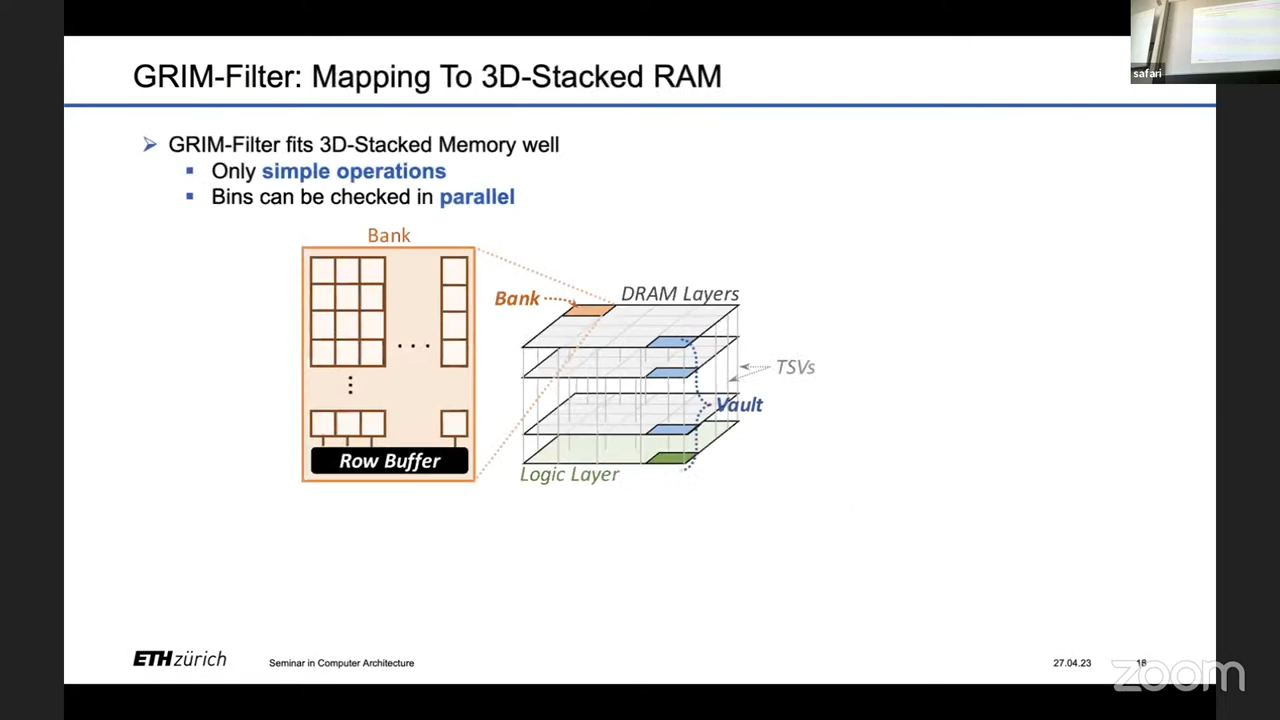 safari
GRIM-Filter: Mapping To 3D-Stacked RAM
GRIM-Filter fits 3D-Stacked Memory well
Only simple operations
Bins can be checked in parallel
Bank
Bank
DRAM Layers
TSVs
Vault
Row Buffer
Logic Layer
ETH zürich
Seminar in Computer Architecture
27.04.23
16
zoom